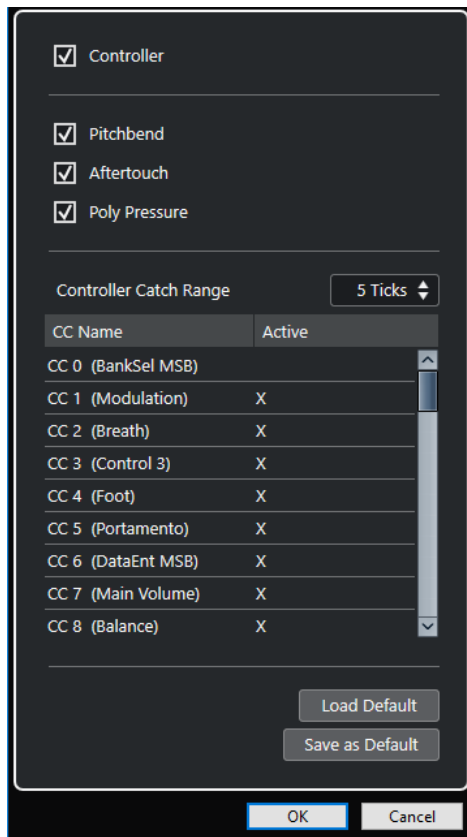 Controller
Pitchbend
Aftertouch
Poly Pressure
Controller Catch Range 5 Ticks
CC Name Active
CC 0 (BankSel MSB)
CC 1 (Modulation) X
CC 2 (Breath) X
CC 3 (Control 3) X
CC 4 (Foot) X
CC 5 (Portamento) X
CC 6 (DataEnt MSB) X
CC 7 (Main Volume) X
CC 8 (Balance) X
Load Default
Save as Default
OK Cancel